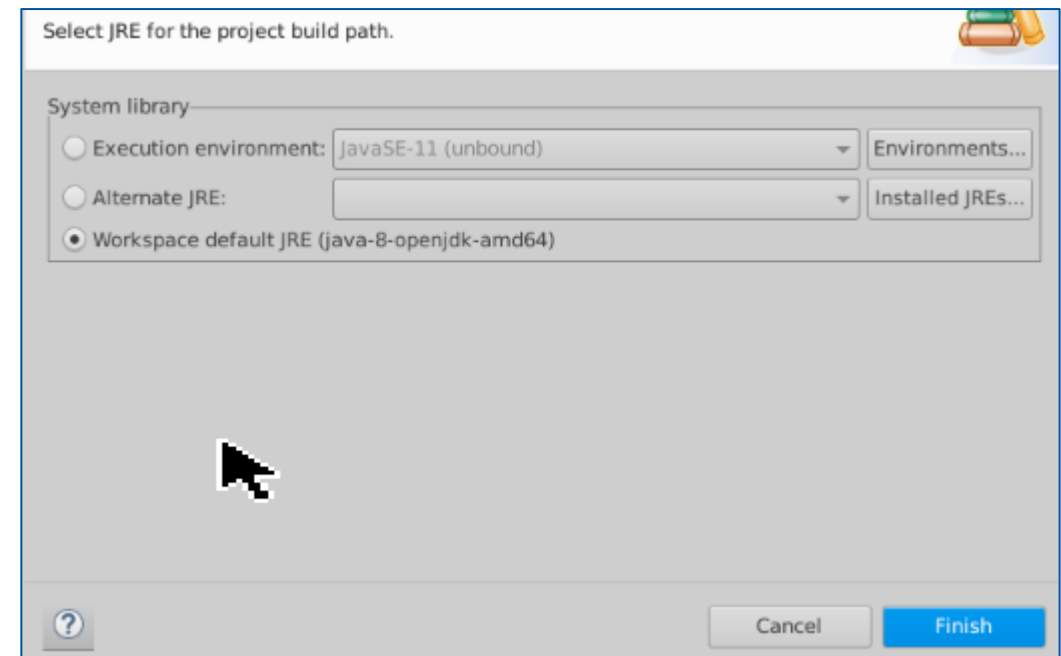 Select JRE for the project build path.
System library
Execution environment: JavaSE-11 (unbound) Environments...
Alternate JRE: Installed JREs...
Workspace default JRE (java-8-openjdk-amd64)
? Cancel Finish